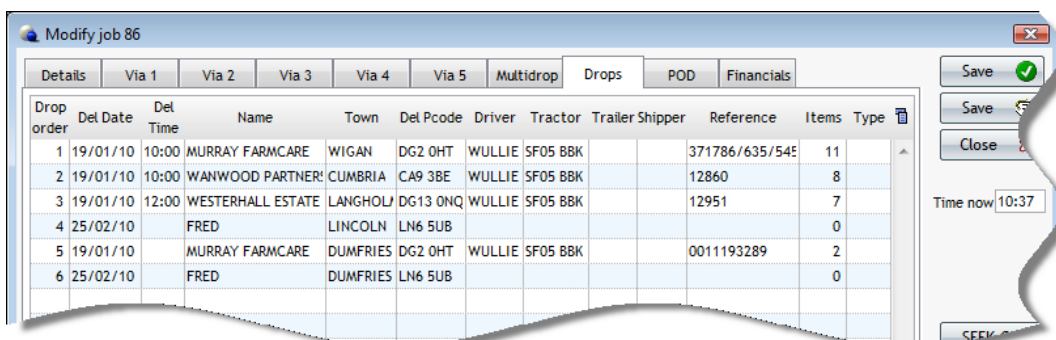 Modify job 86
Details Via 1 Via 2 Via 3 Via 4 Via 5 Multidrop Drops POD Financials
Save
Save
Close
Time now 10:37
Drop order Del Date Del Time Name Town Del Pcode Driver Tractor Trailer Shipper Reference Items Type
1 19/01/10 10:00 MURRAY FARMCARE WIGAN DG2 0HT WULLIE SF05 BBK 371786/635/545 11
2 19/01/10 10:00 WANWOOD PARTNERS CUMBRIA CA9 3BE WULLIE SF05 BBK 12860 8
3 19/01/10 12:00 WESTERHALL ESTATE LANGHOL DG13 0NQ WULLIE SF05 BBK 12951 7
4 25/02/10 FRED LINCOLN LN6 5UB 0
5 19/01/10 MURRAY FARMCARE DUMFRIES DG2 0HT WULLIE SF05 BBK 0011193289 2
6 25/02/10 FRED DUMFRIES LN6 5UB 0